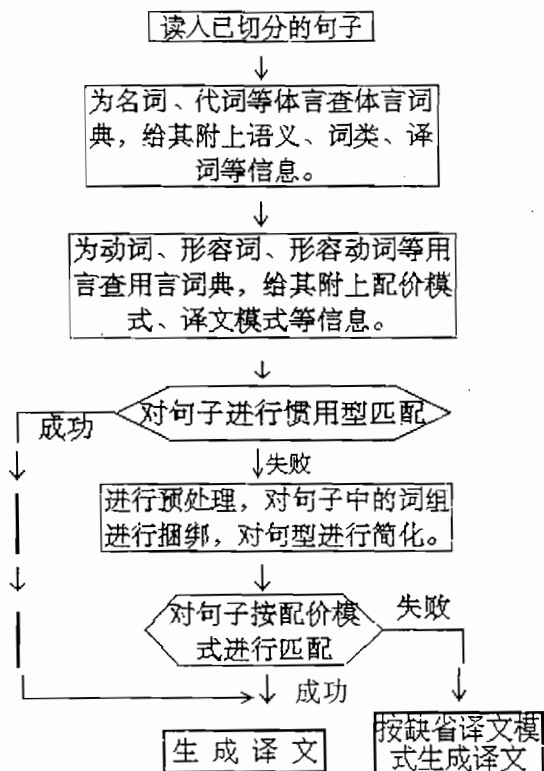 读人已切分的句子
为名词、代词等体言查体言词
典，给其附上语义、词类、译
词等信息。
为动词、形容词、形容动词等用
言查用言词典，给其附上配价模
式、译文模式等信息。
对句子进行惯用型匹配
成功
失败
进行预处理，对句子中的词组
进行捆绑，对句型进行简化。
对句子按配价模
式进行匹配
失败
成功
生成译文
按缺省译文模
式生成译文